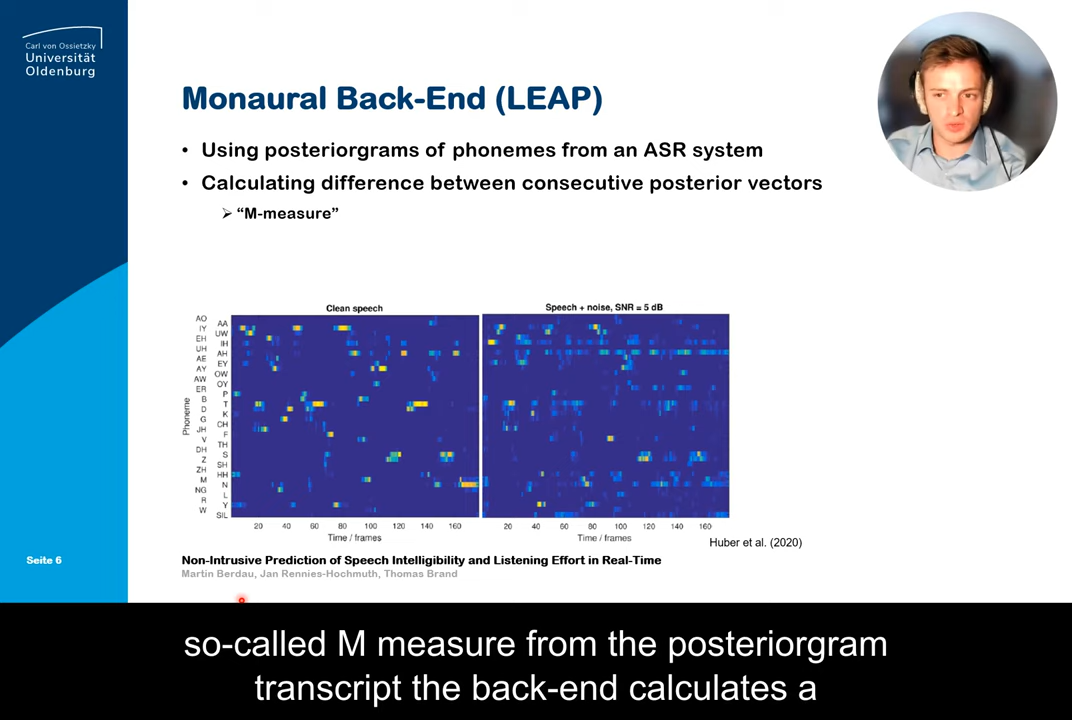 Carl von Ossietzky
Universität
Oldenburg
Monaural Back-End (LEAP)
• Using posteriorgrams of phonemes from an ASR system
• Calculating difference between consecutive posterior vectors
➢ “M-measure”
Clean speech
Speech + noise, SNR = 5 dB
Phoneme
AO
AA
IY
UW
EH
IH
UH
AH
AE
EY
AY
OW
AW
OY
ER
P
B
T
D
K
G
CH
JH
F
V
TH
DH
S
Z
SH
ZH
HH
M
N
NG
L
R
Y
W
SIL
20 40 60 80 100 120 140 160
20 40 60 80 100 120 140 160
Time / frames
Time / frames
Huber et al. (2020)
Seite 6
Non-Intrusive Prediction of Speech Intelligibility and Listening Effort in Real-Time
Martin Berdau, Jan Rennies-Hochmuth, Thomas Brand
so-called M measure from the posteriorgram
transcript the back-end calculates a